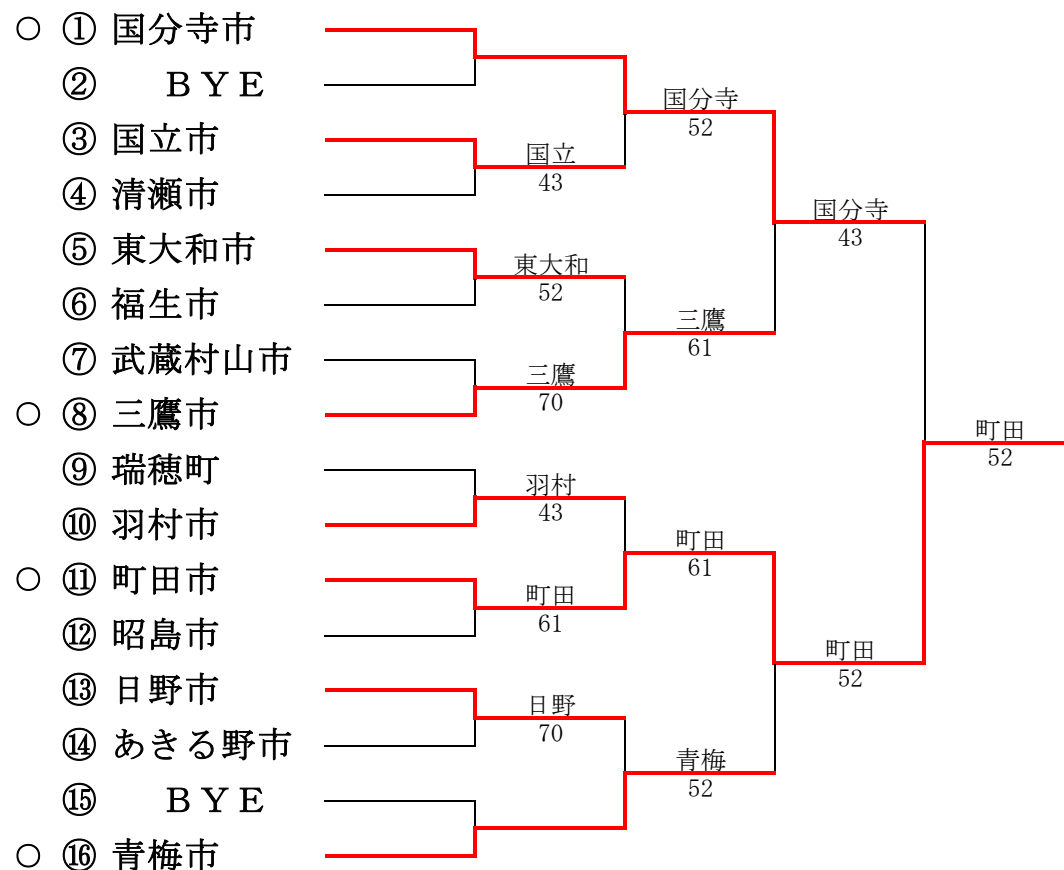 ○ ① 国分寺市
② BYE
③ 国立市
④ 清瀬市
⑤ 東大和市
⑥ 福生市
⑦ 武蔵村山市
○ ⑧ 三鷹市
⑨ 瑞穂町
⑩ 羽村市
○ ⑪ 町田市
⑫ 昭島市
⑬ 日野市
⑭ あきる野市
⑮ BYE
○ ⑯ 青梅市
国立
43
東大和
52
三鷹
70
羽村
43
町田
61
日野
70
国分寺
52
三鷹
61
町田
61
青梅
52
国分寺
43
町田
52
町田
52